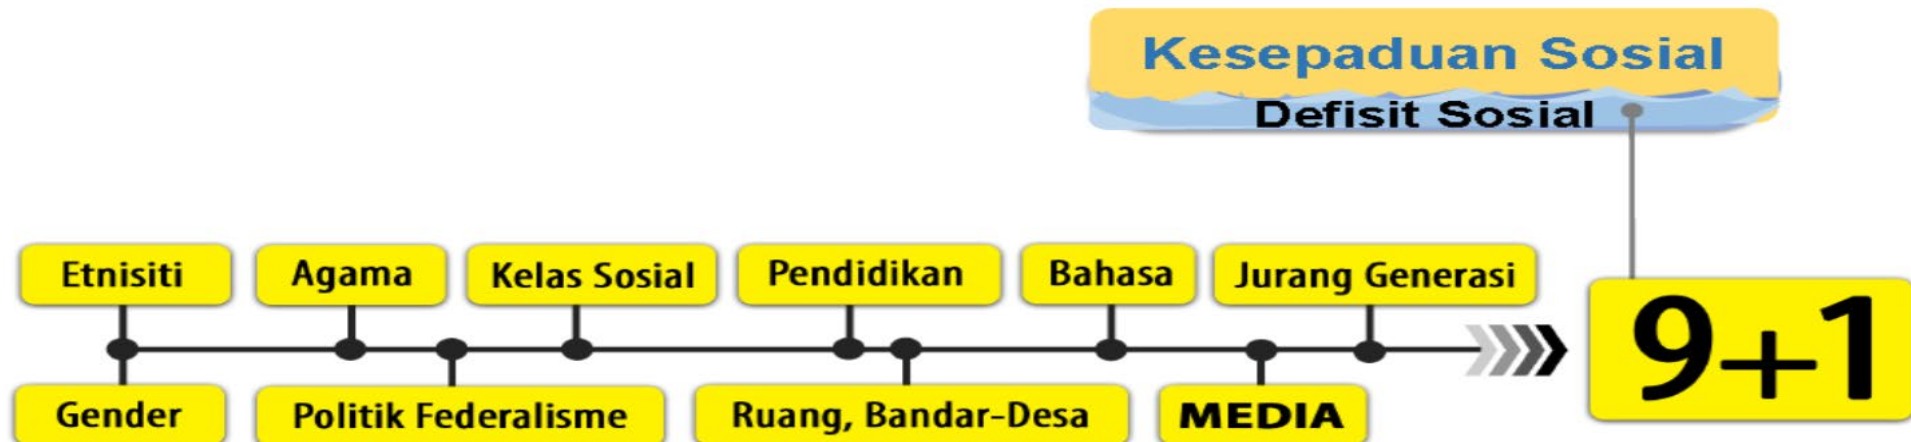 Kesepaduan Sosial
Defisit Sosial
Etnisiti
Agama
Kelas Sosial
Pendidikan
Bahasa
Jurang Generasi
9+1
Gender
Politik Federalisme
Ruang, Bandar-Desa
MEDIA